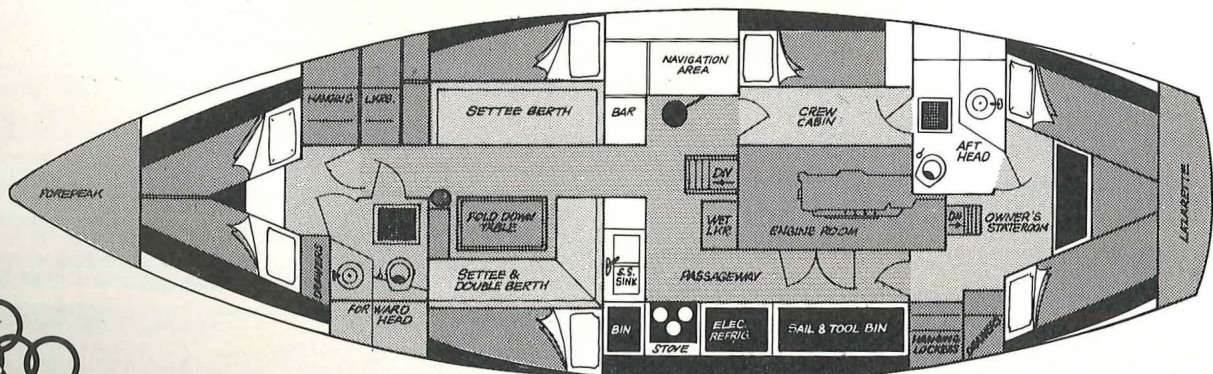 FOREPEAK
HANGING
LKRS.
SETTEE BERTH
BAR
NAVIGATION
AREA
CREW
CABIN
AFT
HEAD
DN
WET
LKR
ENGINE ROOM
DN
OWNER'S
STATEROOM
LAZARETTE
FOLD DOWN
TABLE
DRAWERS
FORWARD
HEAD
SETTEE &
DOUBLE BERTH
S.S.
SINK
PASSAGEWAY
BIN
STOVE
ELEC.
REFRIG.
SAIL & TOOL BIN
HANGING
LOCKERS
DRAWERS